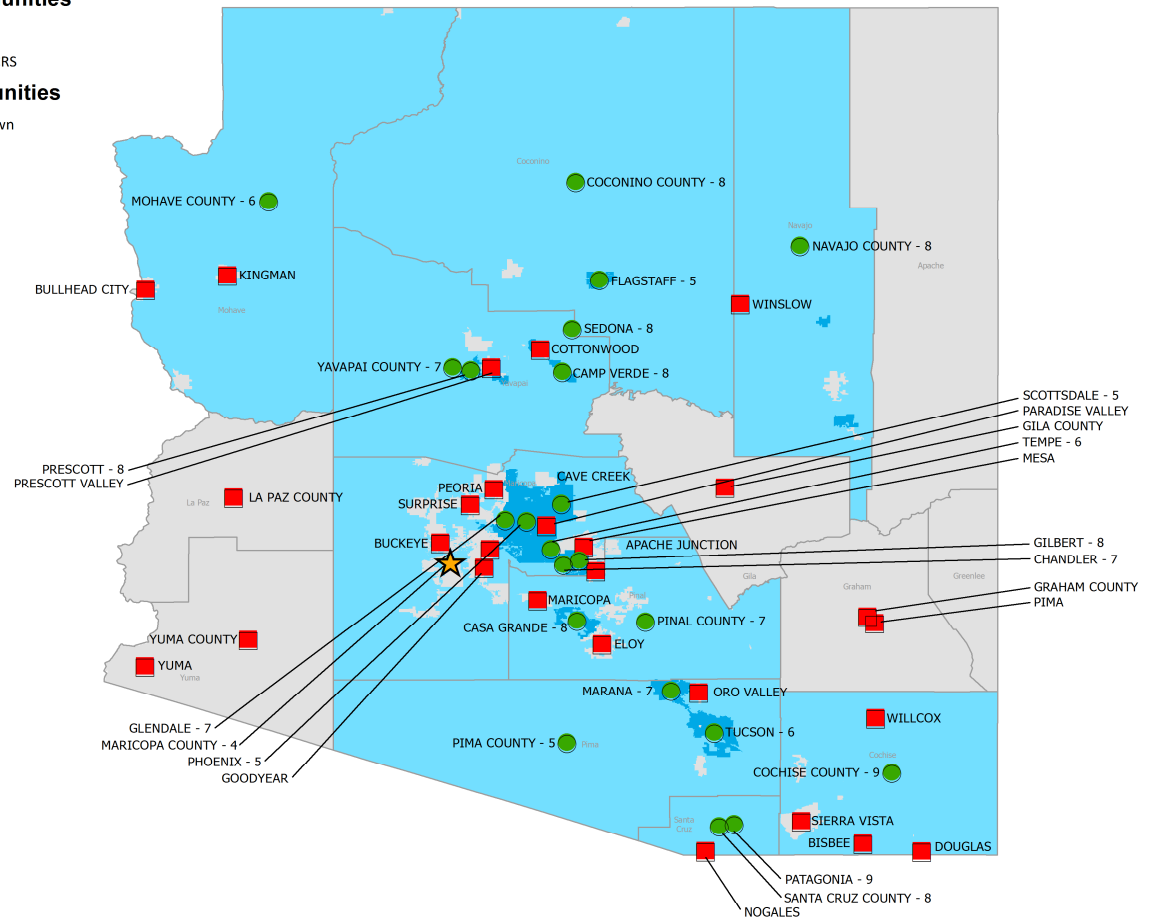 unities
RS
unities
wn
Coconino
COCONINO COUNTY - 8
MOHAVE COUNTY - 6
Navajo
NAVAJO COUNTY - 8
Apache
KINGMAN
FLAGSTAFF - 5
BULLHEAD CITY
Mohave
WINSLOW
SEDONA - 8
COTTONWOOD
YAVAPAI COUNTY - 7
CAMP VERDE - 8
Yavapai
SCOTTSDALE - 5
PARADISE VALLEY
GILA COUNTY
TEMPE - 6
MESA
PRESCOTT - 8
PRESCOTT VALLEY
CAVE CREEK
PEORIA
Maricopa
LA PAZ COUNTY
La Paz
SURPRISE
BUCKEYE
APACHE JUNCTION
GILBERT - 8
CHANDLER - 7
Gila
Graham
Greenlee
GRAHAM COUNTY
PIMA
MARICOPA
Pinal
CASA GRANDE - 8
PINAL COUNTY - 7
YUMA COUNTY
ELOY
YUMA
Yuma
MARANA - 7
ORO VALLEY
WILLCOX
GLENDALE - 7
MARICOPA COUNTY - 4
PHOENIX - 5
GOODYEAR
TUCSON - 6
PIMA COUNTY - 5
Pima
Cochise
COCHISE COUNTY - 9
Santa
Cruz
SIERRA VISTA
BISBEE
DOUGLAS
PATAGONIA - 9
SANTA CRUZ COUNTY - 8
NOGALES